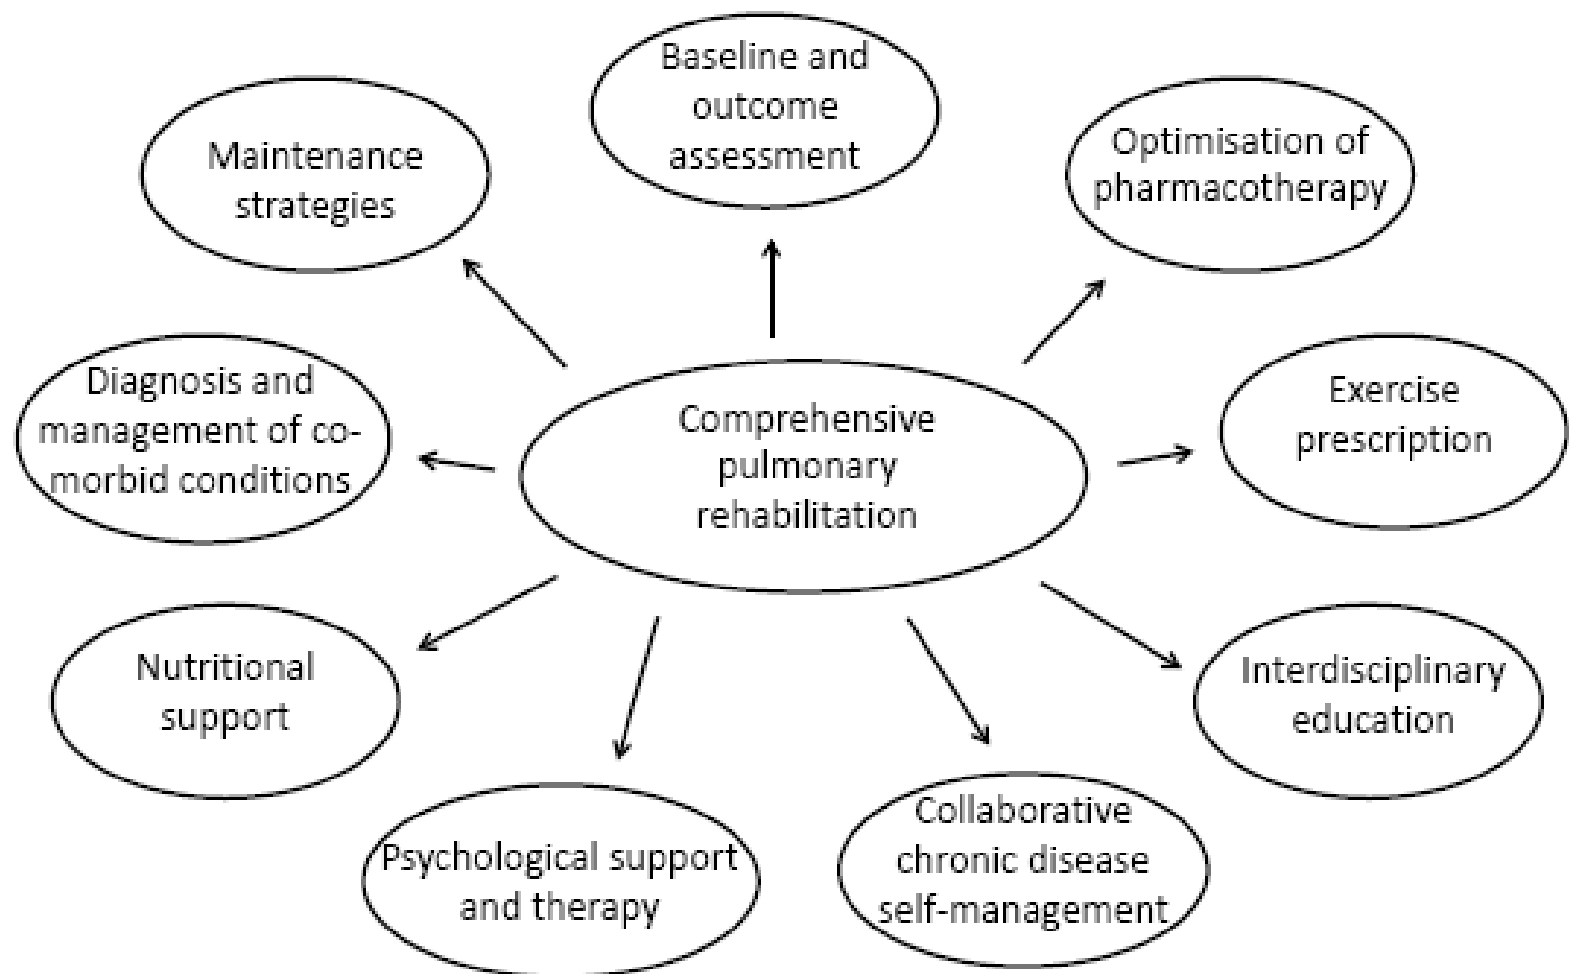 Baseline and
outcome
assessment
Optimisation of
pharmacotherapy
Maintenance
strategies
Diagnosis and
management of co-
morbid conditions
Comprehensive
pulmonary
rehabilitation
Exercise
prescription
Nutritional
support
Interdisciplinary
education
Psychological support
and therapy
Collaborative
chronic disease
self-management